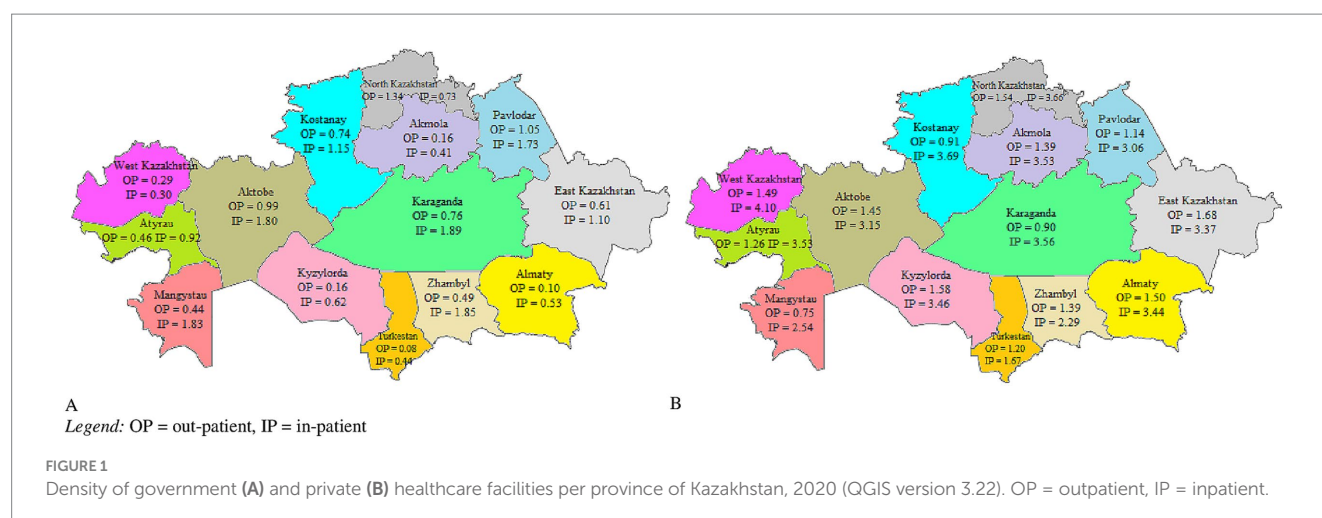 North Kazakhstan
OP = 1.34 IP = 0.73
Kostanay
OP = 0.74
IP = 1.15
Akmola
OP = 0.16
IP = 0.41
Pavlodar
OP = 1.05
IP = 1.73
West Kazakhstan
OP = 0.29
IP = 0.30
Aktobe
OP = 0.99
IP = 1.80
Atyrau
OP = 0.46 IP = 0.92
Karaganda
OP = 0.76
IP = 1.89
East Kazakhstan
OP = 0.61
IP = 1.10
Mangystau
OP = 0.44
IP = 1.83
Kyzylorda
OP = 0.16
IP = 0.62
Zhambyl
OP = 0.49
IP = 1.85
Almaty
OP = 0.10
IP = 0.53
Turkestan
OP = 0.08
IP = 0.44
A
Legend: OP = out-patient, IP = in-patient
North Kazakhstan
OP = 1.54 IP = 3.66
Kostanay
OP = 0.91
IP = 3.69
Akmola
OP = 1.39
IP = 3.53
Pavlodar
OP = 1.14
IP = 3.06
West Kazakhstan
OP = 1.49
IP = 4.10
Aktobe
OP = 1.45
IP = 3.15
Atyrau
OP = 1.26 IP = 3.53
Karaganda
OP = 0.90
IP = 3.56
East Kazakhstan
OP = 1.68
IP = 3.37
Mangystau
OP = 0.75
IP = 2.54
Kyzylorda
OP = 1.58
IP = 3.46
Zhambyl
OP = 1.39
IP = 2.29
Almaty
OP = 1.50
IP = 3.44
Turkestan
OP = 1.20
IP = 1.67
B
FIGURE 1
Density of government (A) and private (B) healthcare facilities per province of Kazakhstan, 2020 (QGIS version 3.22). OP = outpatient, IP = inpatient.